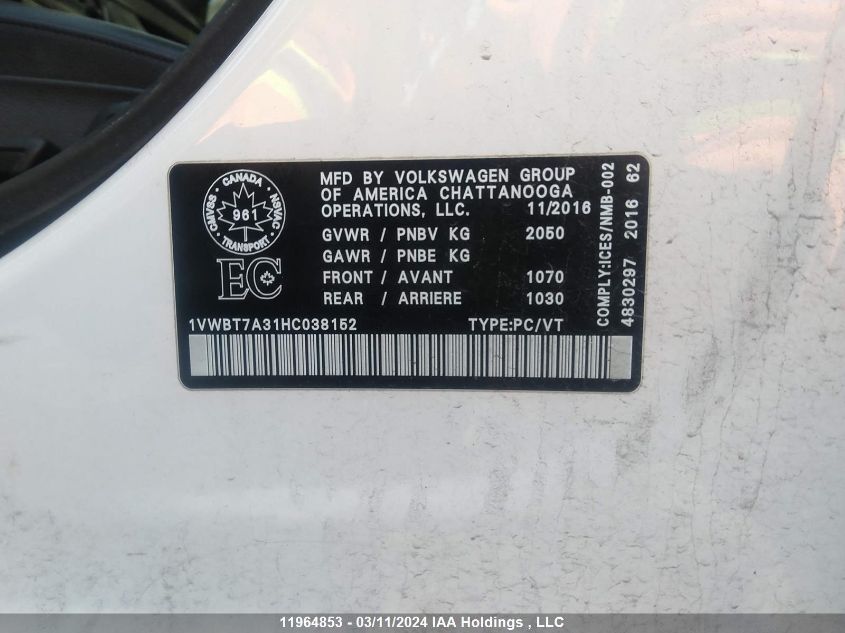 CANADA
CMVSS
NSVAC
961
TRANSPORT
EC
MFD BY VOLKSWAGEN GROUP
OF AMERICA CHATTANOOGA
OPERATIONS, LLC. 11/2016
GVWR / PNBV KG 2050
GAWR / PNBE KG
FRONT / AVANT 1070
REAR / ARRIERE 1030
COMPLY:ICES/NMB-002
4830297 2016 62
1VWBT7A31HC038152 TYPE:PC/VT
11964853 - 03/11/2024 IAA Holdings , LLC